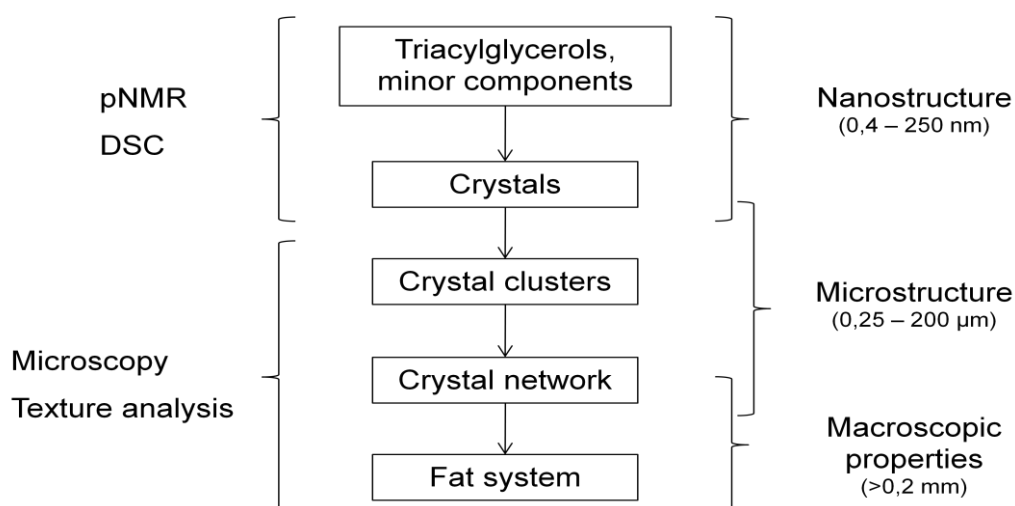 pNMR
DSC
Microscopy
Texture analysis
Triacylglycerols,
minor components
Crystals
Crystal clusters
Crystal network
Fat system
Nanostructure
(0,4 – 250 nm)
Microstructure
(0,25 – 200 µm)
Macroscopic
properties
(>0,2 mm)